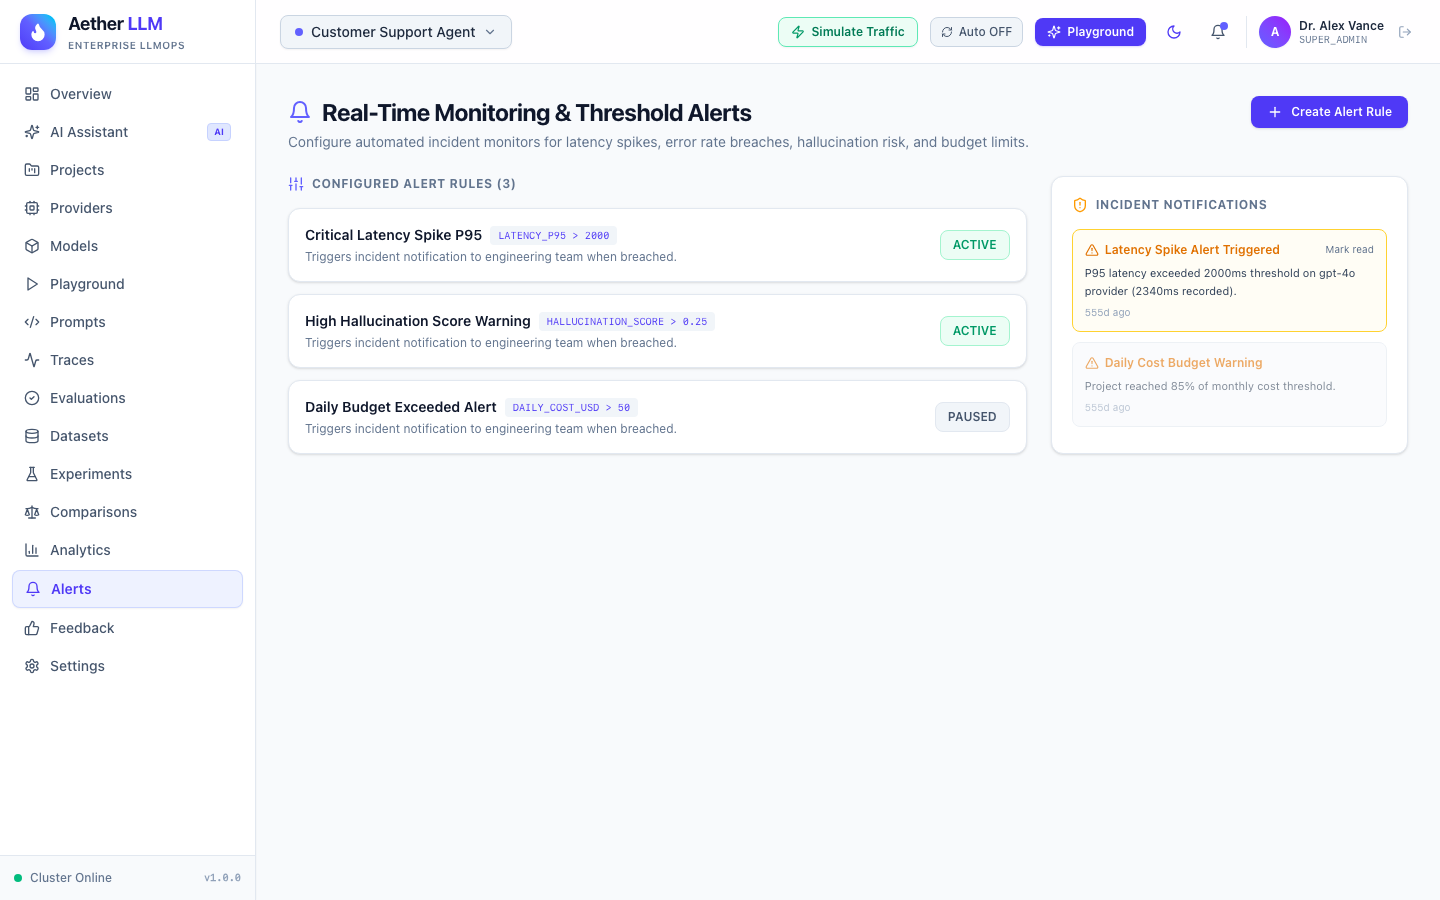 Aether LLM
ENTERPRISE LLMOPS
Overview
AI Assistant
AI
Projects
Providers
Models
Playground
Prompts
Traces
Evaluations
Datasets
Experiments
Comparisons
Analytics
Alerts
Feedback
Settings
Cluster Online
v1.0.0
Customer Support Agent
Simulate Traffic
Auto OFF
Playground
A
Dr. Alex Vance
SUPER_ADMIN
Real-Time Monitoring & Threshold Alerts
Configure automated incident monitors for latency spikes, error rate breaches, hallucination risk, and budget limits.
Create Alert Rule
CONFIGURED ALERT RULES (3)
Critical Latency Spike P95
LATENCY_P95 > 2000
Triggers incident notification to engineering team when breached.
ACTIVE
High Hallucination Score Warning
HALLUCINATION_SCORE > 0.25
Triggers incident notification to engineering team when breached.
ACTIVE
Daily Budget Exceeded Alert
DAILY_COST_USD > 50
Triggers incident notification to engineering team when breached.
PAUSED
INCIDENT NOTIFICATIONS
Latency Spike Alert Triggered
Mark read
P95 latency exceeded 2000ms threshold on gpt-4o
provider (2340ms recorded).
555d ago
Daily Cost Budget Warning
Project reached 85% of monthly cost threshold.
555d ago